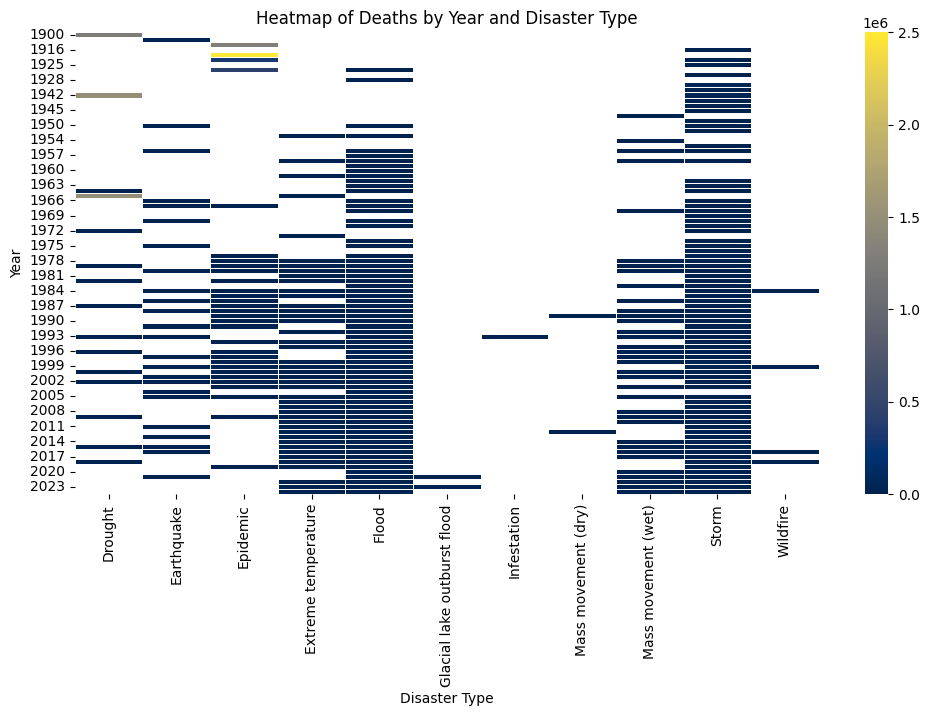 Heatmap of Deaths by Year and Disaster Type
1e6
Year
1900
1916
1925
1928
1942
1945
1950
1954
1957
1960
1963
1966
1969
1972
1975
1978
1981
1984
1987
1990
1993
1996
1999
2002
2005
2008
2011
2014
2017
2020
2023
2.5
2.0
1.5
1.0
0.5
0.0
Drought
Earthquake
Epidemic
Extreme temperature
Flood
Glacial lake outburst flood
Infestation
Mass movement (dry)
Mass movement (wet)
Storm
Wildfire
Disaster Type